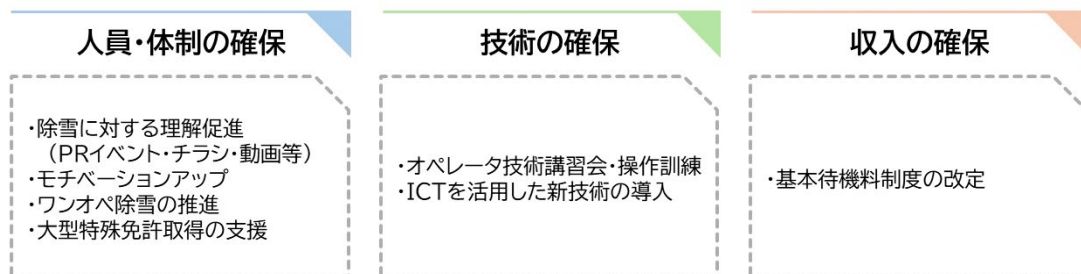 人員・体制の確保
・除雪に対する理解促進
（PRイベント・チラシ・動画等）
・モチベーションアップ
・ワンオペ除雪の推進
・大型特殊免許取得の支援
技術の確保
・オペレータ技術講習会・操作訓練
・ICTを活用した新技術の導入
収入の確保
・基本待機料制度の改定